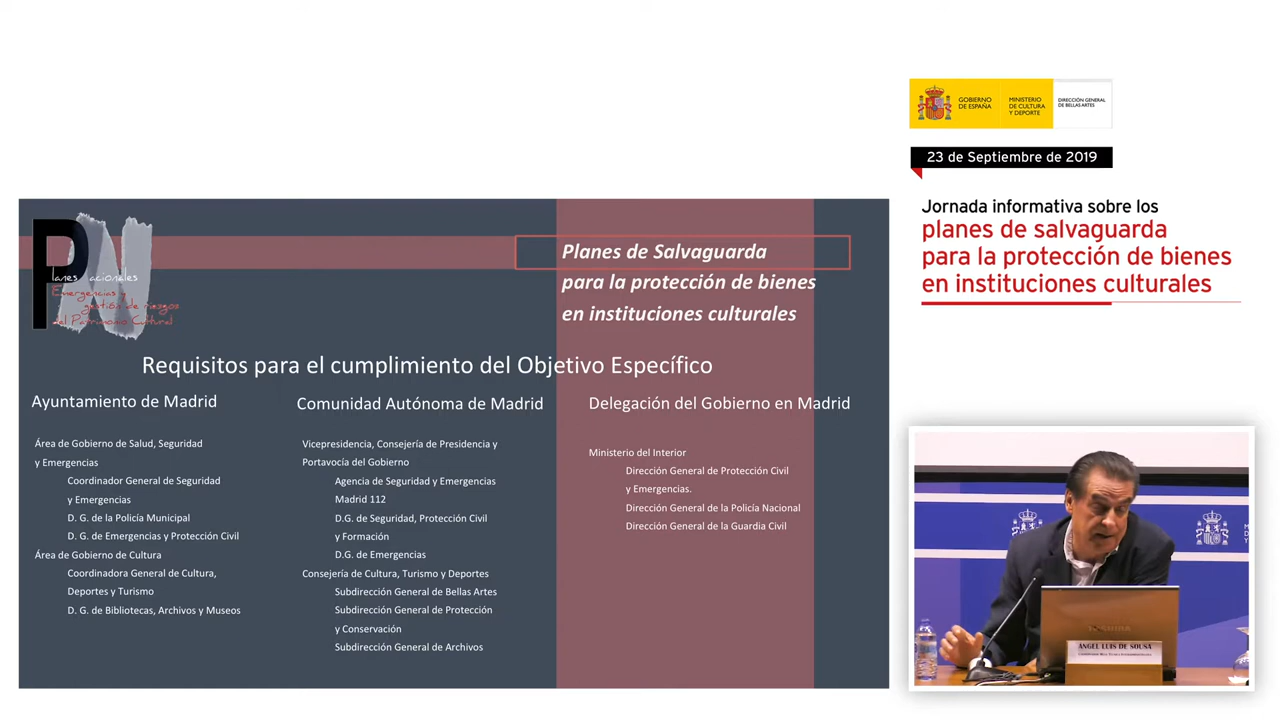 GOBIERNO
DE ESPAÑA
MINISTERIO
DE CULTURA
Y DEPORTE
DIRECCIÓN GENERAL
DE BELLAS ARTES
23 de Septiembre de 2019
Jornada informativa sobre los
planes de salvaguarda
para la protección de bienes
en instituciones culturales
PN
lanes acionales
Emergencias y
gestión de riesgos
del Patrimonio Cultural
Planes de Salvaguarda
para la protección de bienes
en instituciones culturales
Requisitos para el cumplimiento del Objetivo Específico
Ayuntamiento de Madrid
Área de Gobierno de Salud, Seguridad
y Emergencias
Coordinador General de Seguridad
y Emergencias
D. G. de la Policía Municipal
D. G. de Emergencias y Protección Civil
Área de Gobierno de Cultura
Coordinadora General de Cultura,
Deportes y Turismo
D. G. de Bibliotecas, Archivos y Museos
Comunidad Autónoma de Madrid
Vicepresidencia, Consejería de Presidencia y
Portavocía del Gobierno
Agencia de Seguridad y Emergencias
Madrid 112
D.G. de Seguridad, Protección Civil
y Formación
D.G. de Emergencias
Consejería de Cultura, Turismo y Deportes
Subdirección General de Bellas Artes
Subdirección General de Protección
y Conservación
Subdirección General de Archivos
Delegación del Gobierno en Madrid
Ministerio del Interior
Dirección General de Protección Civil
y Emergencias.
Dirección General de la Policía Nacional
Dirección General de la Guardia Civil
ANGEL LUIS DE SOUSA